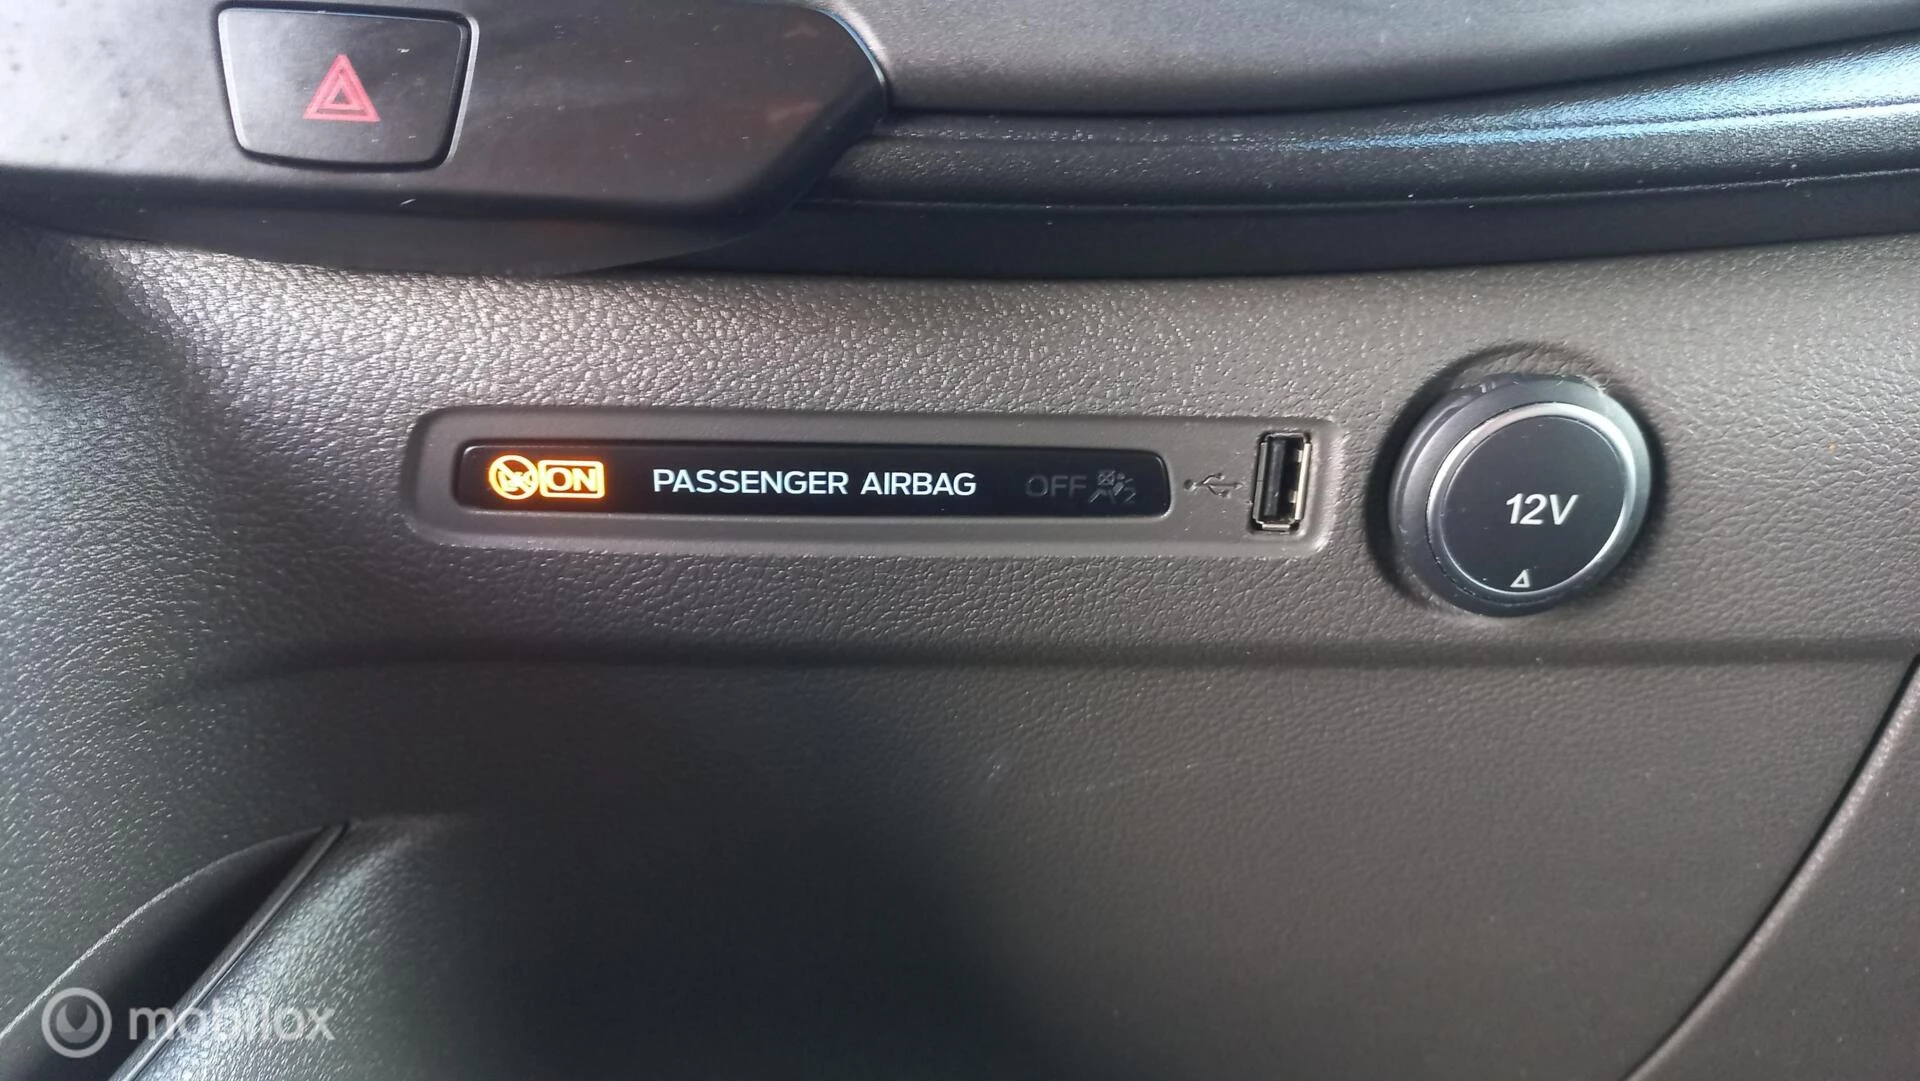 ON PASSENGER AIRBAG OFF
12V
mobilox